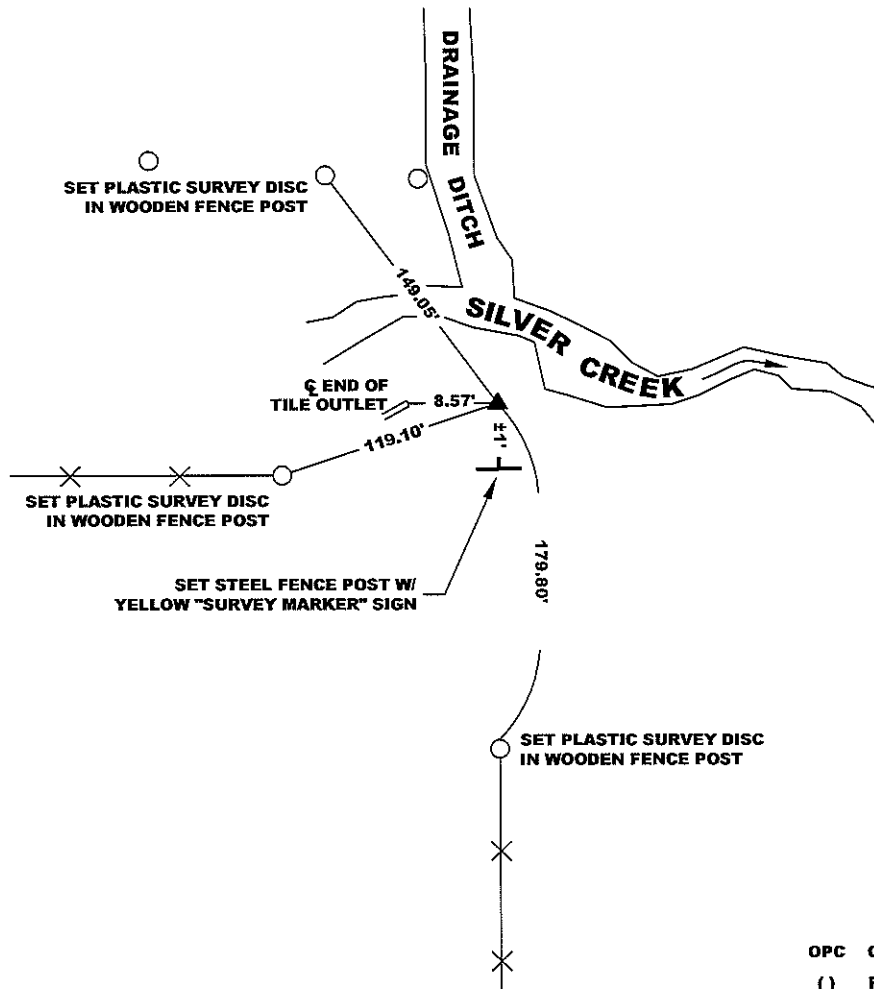 DRAINAGE DITCH
SET PLASTIC SURVEY DISC
IN WOODEN FENCE POST
149.05'
SILVER CREEK
℄ END OF
TILE OUTLET
8.57'
119.10'
±1'
SET PLASTIC SURVEY DISC
IN WOODEN FENCE POST
179.80'
SET STEEL FENCE POST W/
YELLOW "SURVEY MARKER" SIGN
SET PLASTIC SURVEY DISC
IN WOODEN FENCE POST
OPC
( )